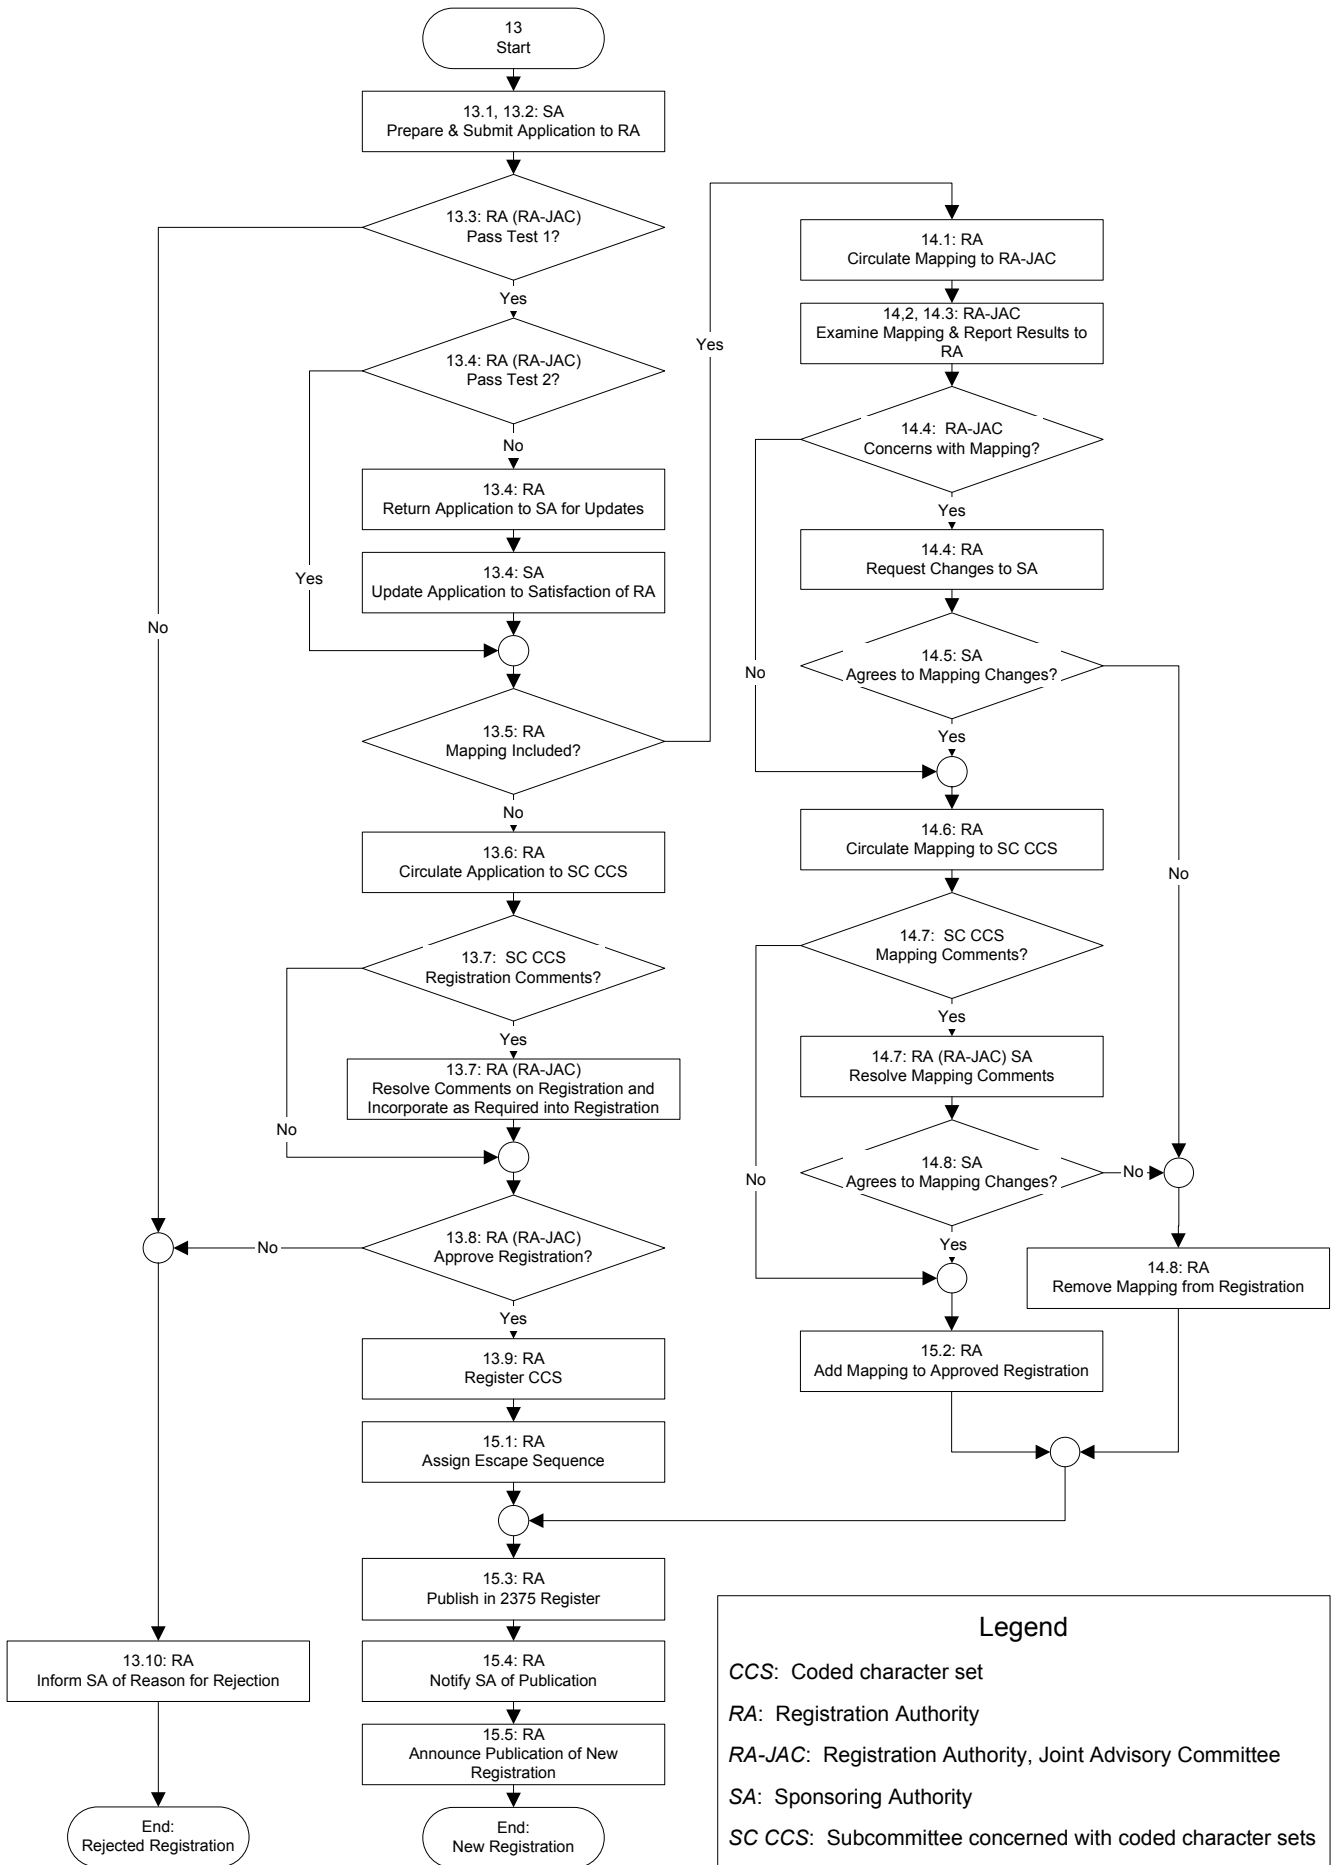 13
Start
13.1, 13.2: SA
Prepare & Submit Application to RA
13.3: RA (RA-JAC)
Pass Test 1?
Yes
No
13.4: RA (RA-JAC)
Pass Test 2?
No
Yes
13.4: RA
Return Application to SA for Updates
13.4: SA
Update Application to Satisfaction of RA
13.5: RA
Mapping Included?
Yes
No
13.6: RA
Circulate Application to SC CCS
13.7:  SC CCS
Registration Comments?
Yes
No
13.7: RA (RA-JAC)
Resolve Comments on Registration and
Incorporate as Required into Registration
13.8: RA (RA-JAC)
Approve Registration?
No
Yes
13.9: RA
Register CCS
15.1: RA
Assign Escape Sequence
15.3: RA
Publish in 2375 Register
15.4: RA
Notify SA of Publication
15.5: RA
Announce Publication of New
Registration
End:
New Registration
13.10: RA
Inform SA of Reason for Rejection
End:
Rejected Registration
14.1: RA
Circulate Mapping to RA-JAC
14,2, 14.3: RA-JAC
Examine Mapping & Report Results to
RA
14.4:  RA-JAC
Concerns with Mapping?
Yes
No
14.4: RA
Request Changes to SA
14.5: SA
Agrees to Mapping Changes?
Yes
No
14.6: RA
Circulate Mapping to SC CCS
14.7:  SC CCS
Mapping Comments?
Yes
No
14.7: RA (RA-JAC) SA
Resolve Mapping Comments
14.8: SA
Agrees to Mapping Changes?
No
Yes
14.8: RA
Remove Mapping from Registration
15.2: RA
Add Mapping to Approved Registration
Legend
CCS:  Coded character set
RA:  Registration Authority
RA-JAC:  Registration Authority, Joint Advisory Committee
SA:  Sponsoring Authority
SC CCS:  Subcommittee concerned with coded character sets